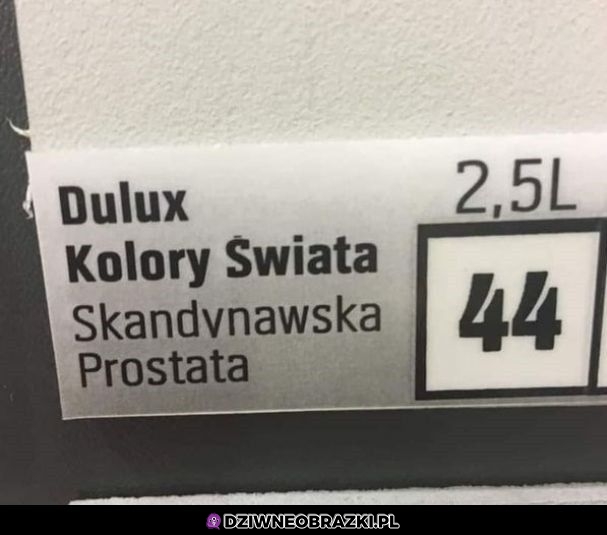 Dulux
2,5L
Kolory Świata
44
Skandynawska
Prostata
DZIWNEOBRAZKI.PL